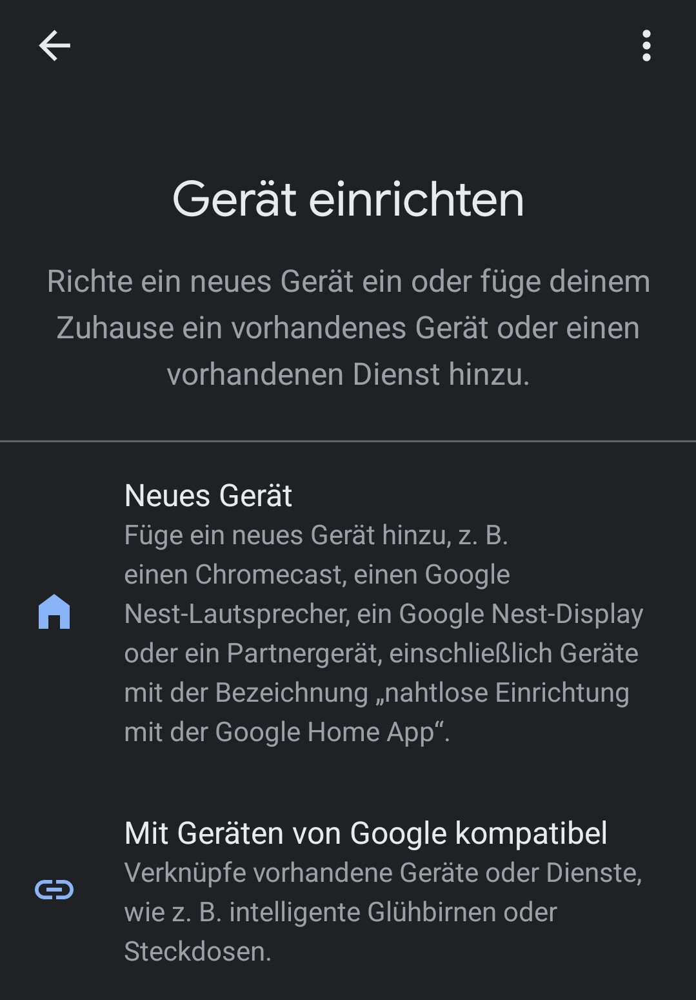 Gerät einrichten
Richte ein neues Gerät ein oder füge deinem
Zuhause ein vorhandenes Gerät oder einen
vorhandenen Dienst hinzu.
Neues Gerät
Füge ein neues Gerät hinzu, z. B.
einen Chromecast, einen Google
Nest-Lautsprecher, ein Google Nest-Display
oder ein Partnergerät, einschließlich Geräte
mit der Bezeichnung „nahtlose Einrichtung
mit der Google Home App“.
Mit Geräten von Google kompatibel
Verknüpfe vorhandene Geräte oder Dienste,
wie z. B. intelligente Glühbirnen oder
Steckdosen.